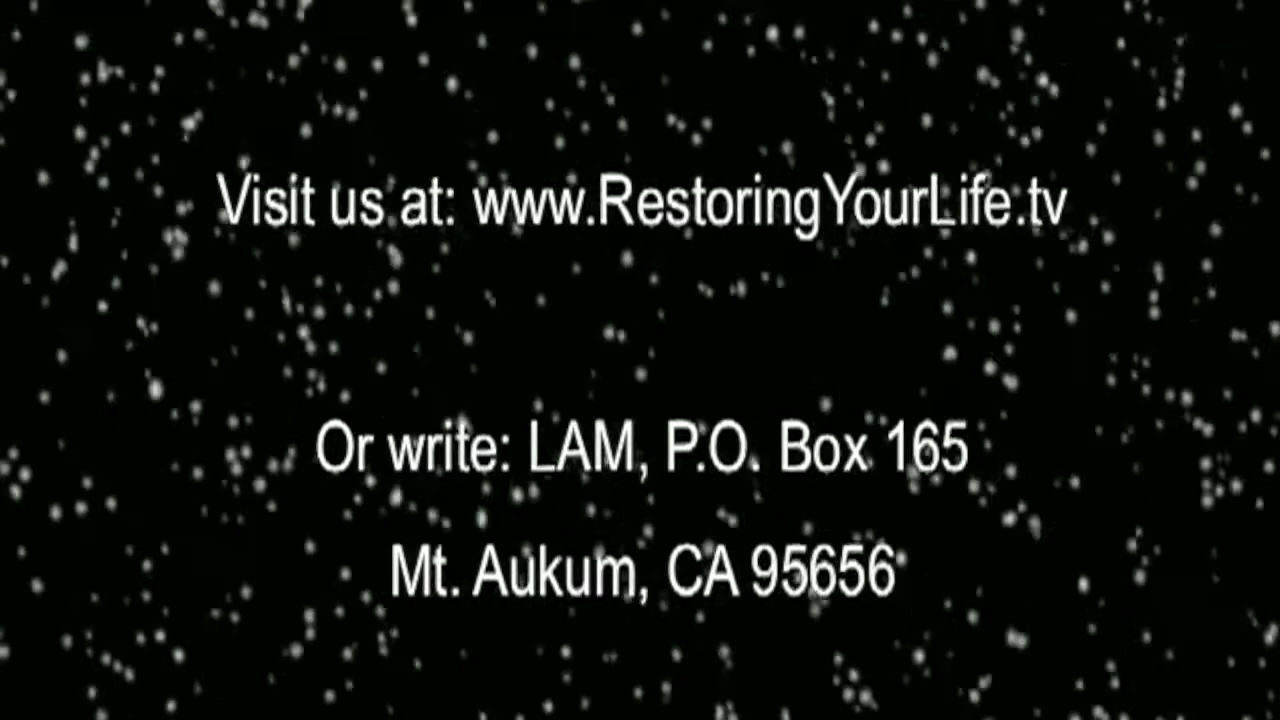 Visit us at: www.RestoringYourLife.tv
Or write: LAM, P.O. Box 165
Mt. Aukum, CA 95656